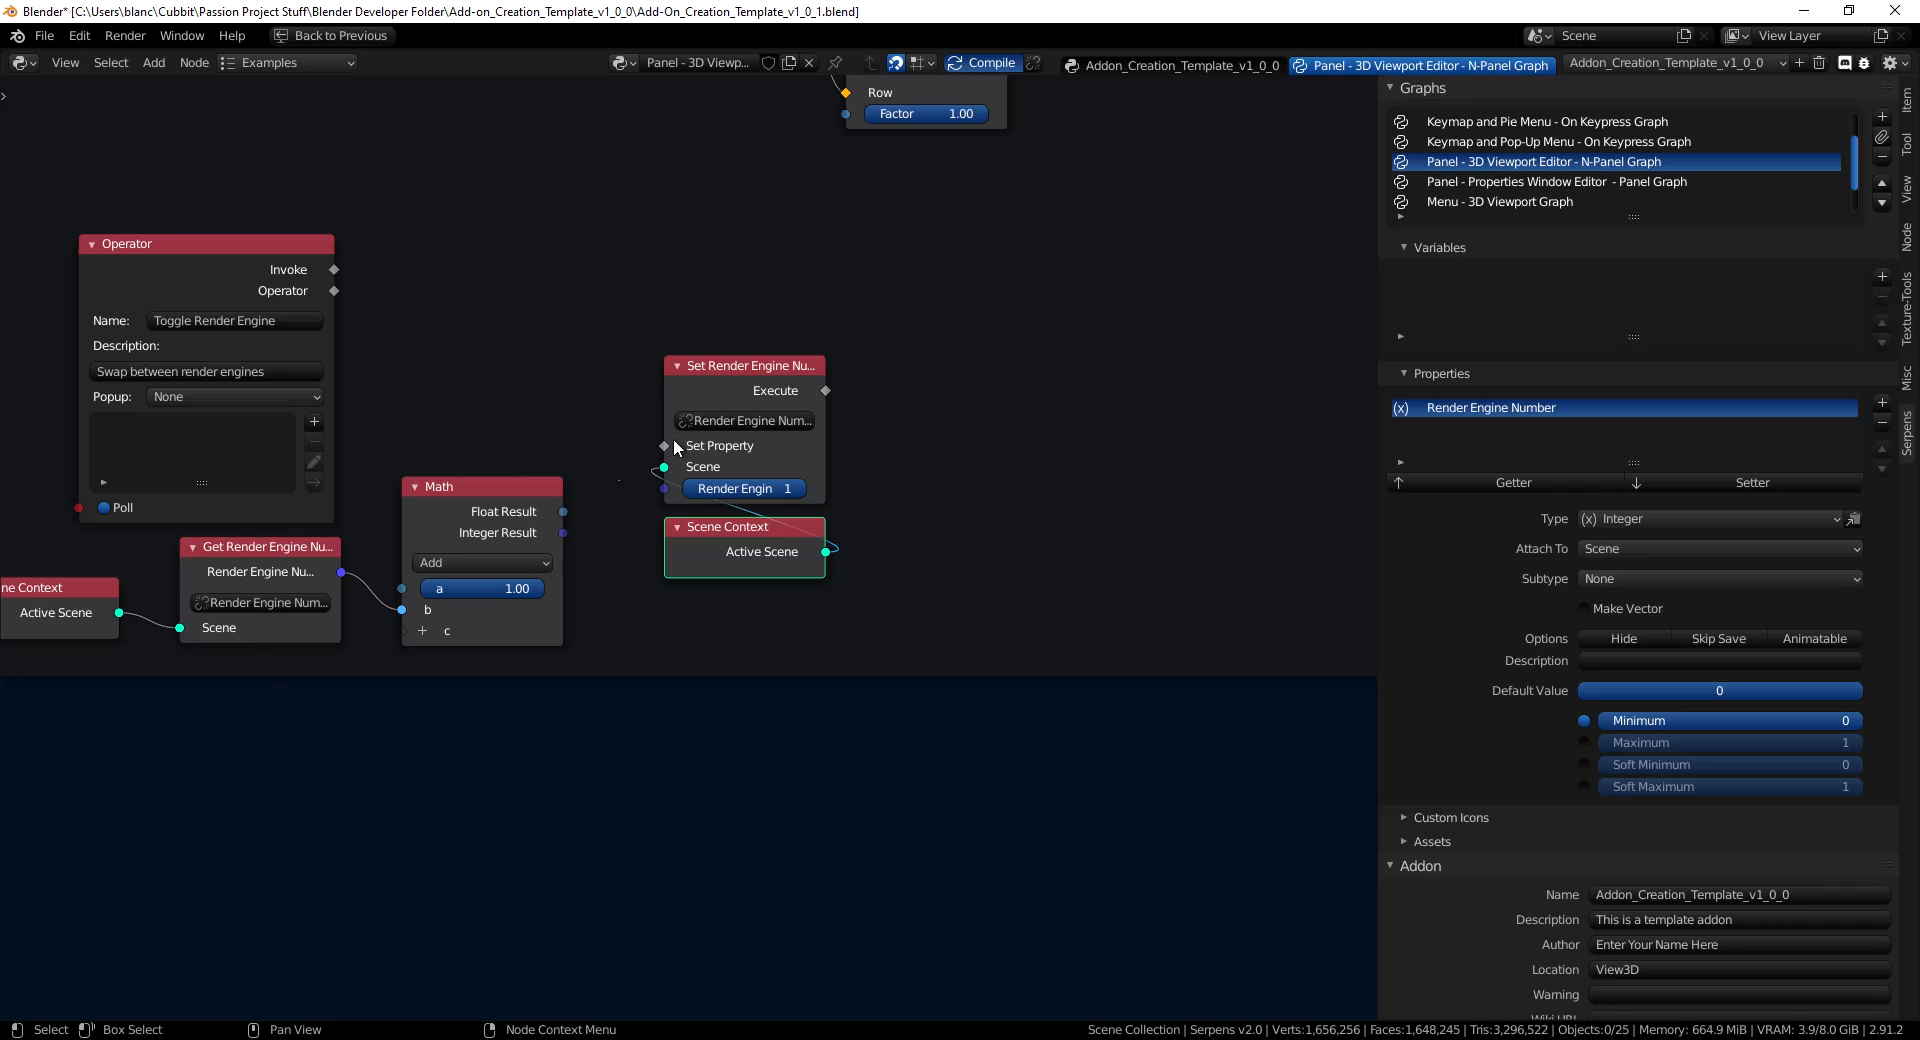 Blender* [C:\Users\blanc\Cubbit\Passion Project Stuff\Blender Developer Folder\Add-on_Creation_Template_v1_0_0\Add-On_Creation_Template_v1_0_1.blend]
File Edit Render Window Help Back to Previous
Scene View Layer
View Select Add Node Examples
Panel - 3D Viewp... Compile Addon_Creation_Template_v1_0_0 Panel - 3D Viewport Editor - N-Panel Graph Addon_Creation_Template_v1_0_0
Row
Factor 1.00
Operator
Invoke
Operator
Name: Toggle Render Engine
Description:
Swap between render engines
Popup: None
Poll
ne Context
Active Scene
Get Render Engine Nu...
Render Engine Nu...
Render Engine Num...
Scene
Math
Float Result
Integer Result
Add
a 1.00
b
c
Set Render Engine Nu...
Execute
Render Engine Num...
Set Property
Scene
Render Engin 1
Scene Context
Active Scene
Graphs
Keymap and Pie Menu - On Keypress Graph
Keymap and Pop-Up Menu - On Keypress Graph
Panel - 3D Viewport Editor - N-Panel Graph
Panel - Properties Window Editor - Panel Graph
Menu - 3D Viewport Graph
Variables
Properties
(x) Render Engine Number
Getter Setter
Type (x) Integer
Attach To Scene
Subtype None
Make Vector
Options Hide Skip Save Animatable
Description
Default Value 0
Minimum 0
Maximum 1
Soft Minimum 0
Soft Maximum 1
Custom Icons
Assets
Addon
Name Addon_Creation_Template_v1_0_0
Description This is a template addon
Author Enter Your Name Here
Location View3D
Warning
Item
Tool
View
Node
Texture-Tools
Misc
Serpens
Select Box Select Pan View Node Context Menu
Scene Collection | Serpens v2.0 | Verts:1,656,256 | Faces:1,648,245 | Tris:3,296,522 | Objects:0/25 | Memory: 664.9 MiB | VRAM: 3.9/8.0 GiB | 2.91.2